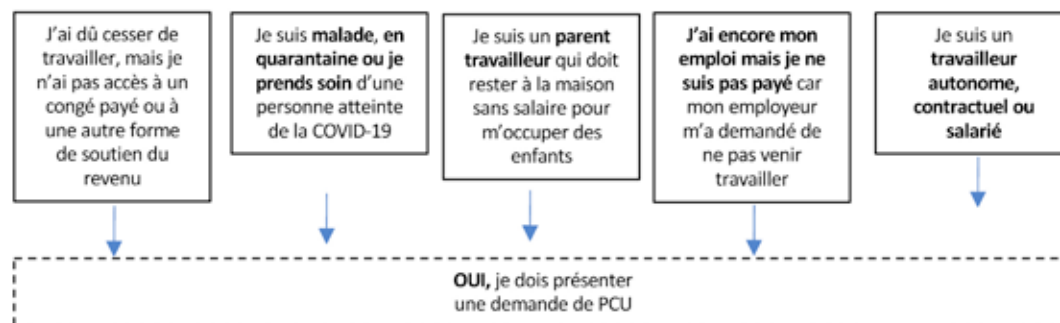 J'ai dû cesser de
travailler, mais je
n'ai pas accès à un
congé payé ou à
une autre forme
de soutien du
revenu
Je suis malade, en
quarantaine ou je
prends soin d'une
personne atteinte
de la COVID-19
Je suis un parent
travailleur qui doit
rester à la maison
sans salaire pour
m'occuper des
enfants
J'ai encore mon
emploi mais je ne
suis pas payé car
mon employeur
m'a demandé de
ne pas venir
travailler
Je suis un
travailleur
autonome,
contractuel ou
salarié
OUI, je dois présenter
une demande de PCU